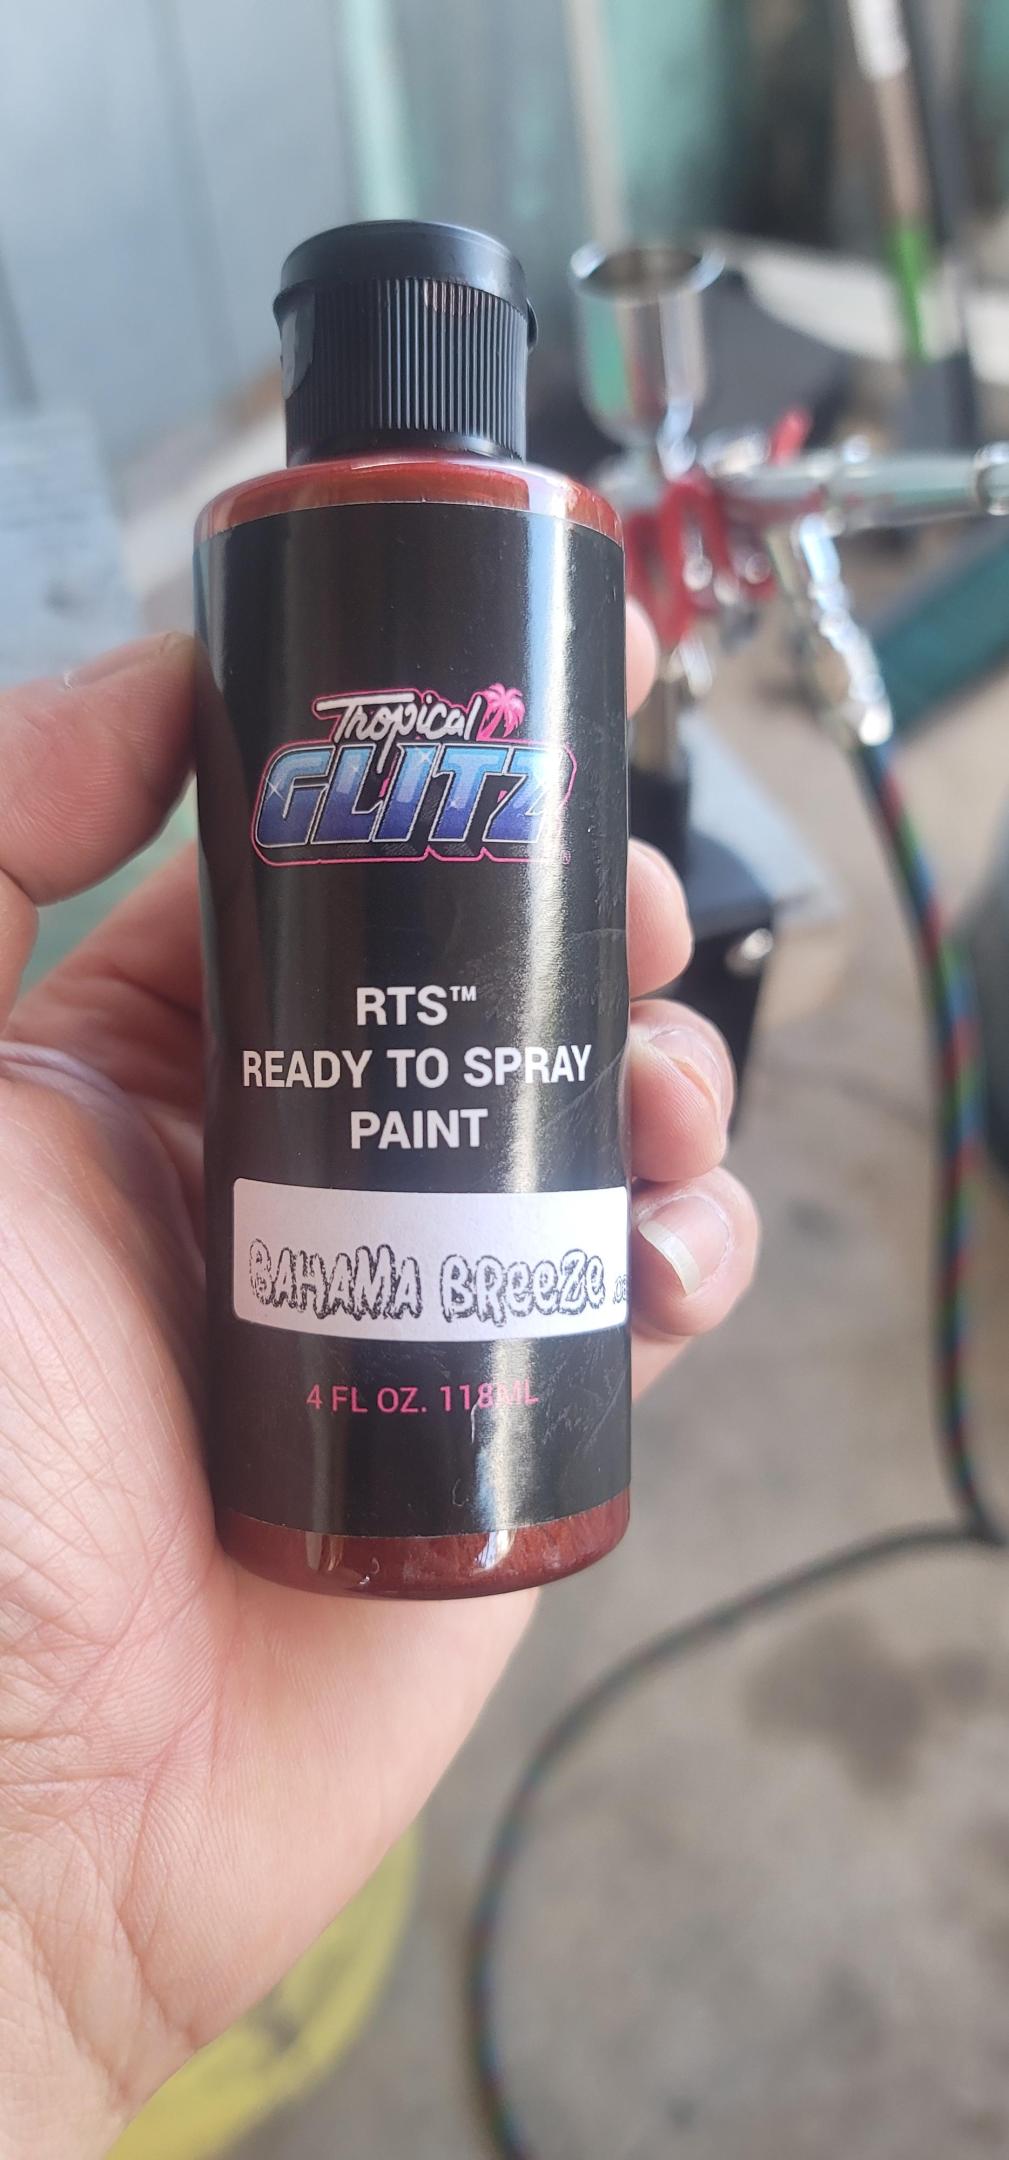 Tropical
GLITZ
RTS™
READY TO SPRAY
PAINT
BAHAMA BREEZE
4 FL OZ. 118ML